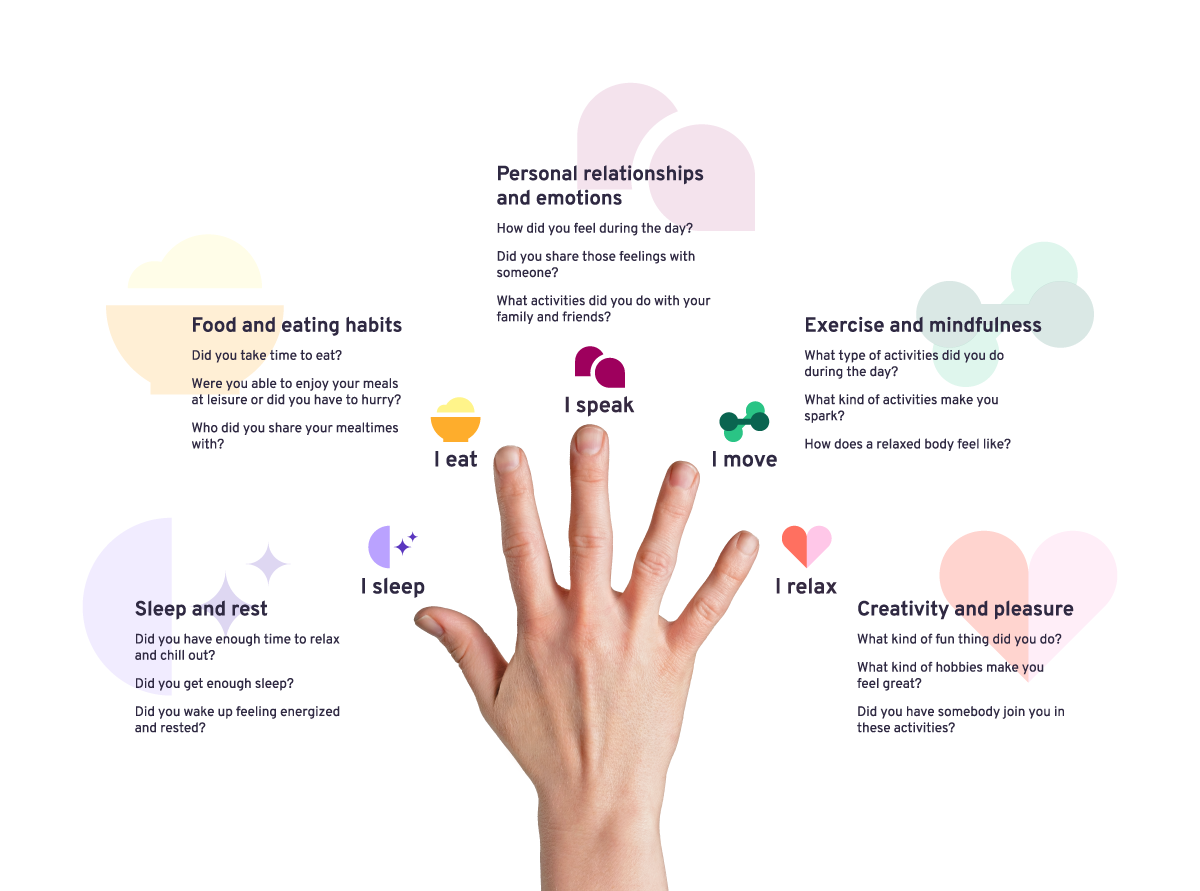 Personal relationships
and emotions
How did you feel during the day?
Did you share those feelings with
someone?
What activities did you do with your
family and friends?
I speak
Food and eating habits
Did you take time to eat?
Were you able to enjoy your meals
at leisure or did you have to hurry?
Who did you share your mealtimes
with?
I eat
Exercise and mindfulness
What type of activities did you do
during the day?
What kind of activities make you
spark?
How does a relaxed body feel like?
I move
Sleep and rest
Did you have enough time to relax
and chill out?
Did you get enough sleep?
Did you wake up feeling energized
and rested?
I sleep
Creativity and pleasure
What kind of fun thing did you do?
What kind of hobbies make you
feel great?
Did you have somebody join you in
these activities?
I relax